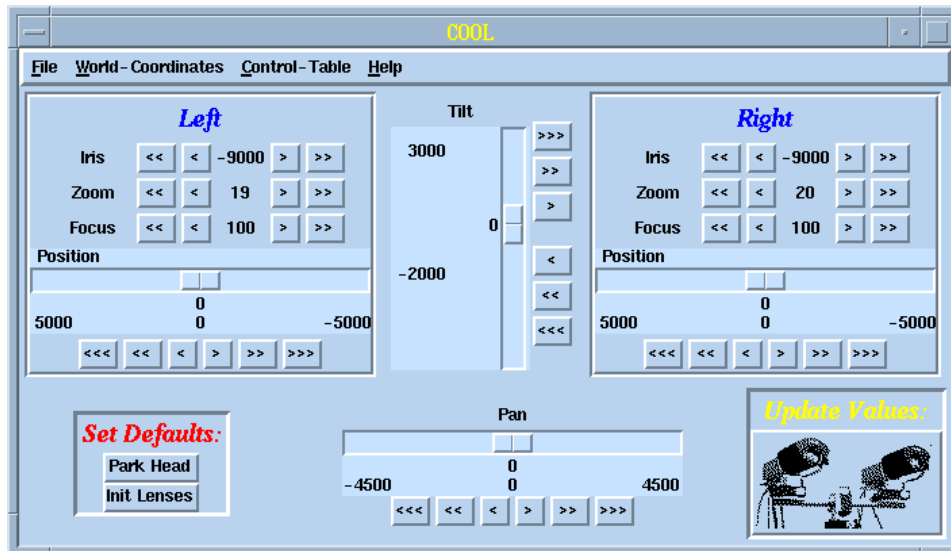 COOL
File World-Coordinates Control-Table Help
Left
Iris << < -9000 > >>
Zoom << < 19 > >>
Focus << < 100 > >>
Position
0
5000 0 -5000
<<< << < > >> >>>
Tilt
3000
0
-2000
>>>
>>
>
<
<<
<<<
Right
Iris << < -9000 > >>
Zoom << < 20 > >>
Focus << < 100 > >>
Position
0
5000 0 -5000
<<< << < > >> >>>
Set Defaults:
Park Head
Init Lenses
Pan
0
-4500 0 4500
<<< << < > >> >>>
Update Values: